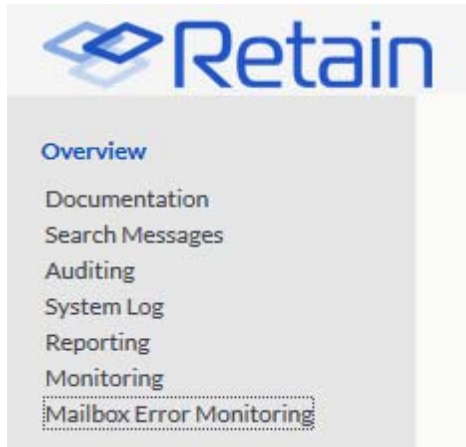 Retain
Overview
Documentation
Search Messages
Auditing
System Log
Reporting
Monitoring
Mailbox Error Monitoring